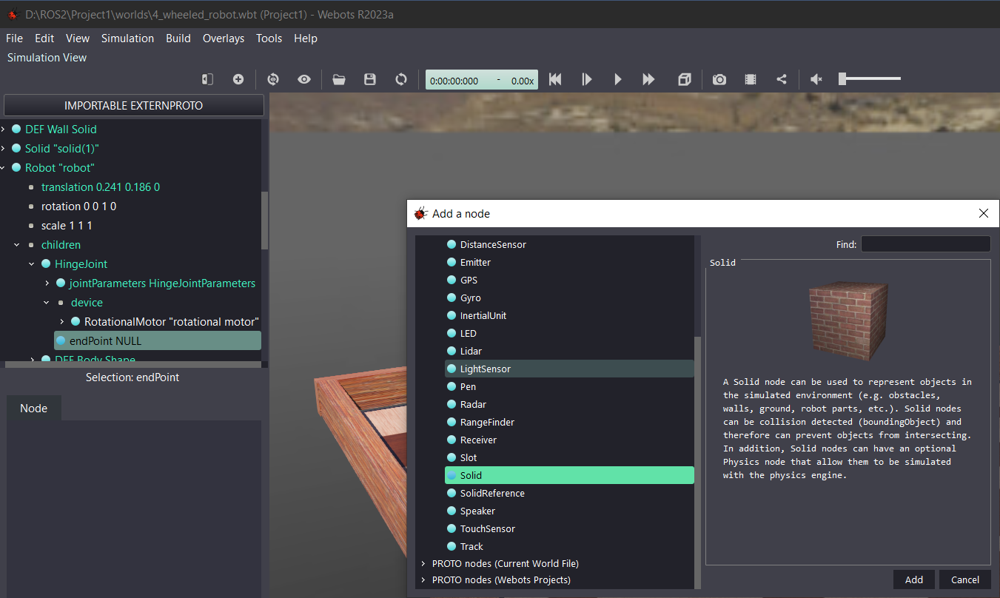 D:\ROS2\Project1\worlds\4_wheeled_robot.wbt (Project1) - Webots R2023a
File Edit View Simulation Build Overlays Tools Help
Simulation View
0:00:00:000 - 0.00x
IMPORTABLE EXTERNPROTO
DEF Wall Solid
Solid "solid(1)"
Robot "robot"
translation 0.241 0.186 0
rotation 0 0 1 0
scale 1 1 1
children
HingeJoint
jointParameters HingeJointParameters
device
RotationalMotor "rotational motor"
endPoint NULL
DEF Body Shape
Selection: endPoint
Node
Add a node
DistanceSensor
Emitter
GPS
Gyro
InertialUnit
LED
Lidar
LightSensor
Pen
Radar
RangeFinder
Receiver
Slot
Solid
SolidReference
Speaker
TouchSensor
Track
PROTO nodes (Current World File)
PROTO nodes (Webots Projects)
Find:
Solid
A Solid node can be used to represent objects in
the simulated environment (e.g. obstacles,
walls, ground, robot parts, etc.). Solid nodes
can be collision detected (boundingObject) and
therefore can prevent objects from intersecting.
In addition, Solid nodes can have an optional
Physics node that allow them to be simulated
with the physics engine.
Add Cancel